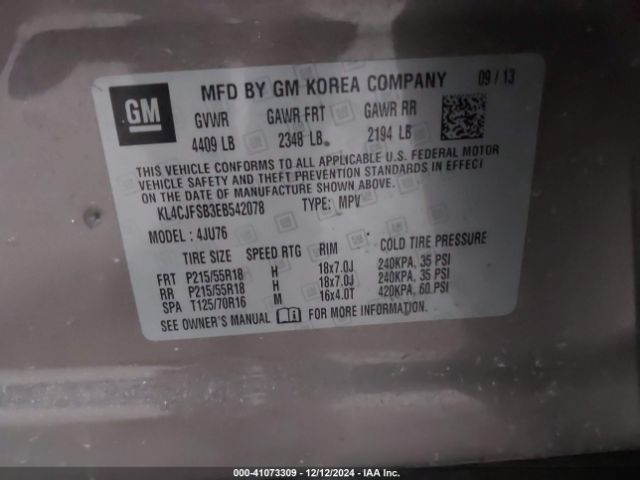 GM
MFD BY GM KOREA COMPANY 09/13
GVWR GAWR FRT GAWR RR
4409 LB 2348 LB. 2194 LB
THIS VEHICLE CONFORMS TO ALL APPLICABLE U.S. FEDERAL MOTOR
VEHICLE SAFETY AND THEFT PREVENTION STANDARDS IN EFFECT
ON THE DATE OF MANUFACTURE SHOWN ABOVE.
KL4CJFSB3EB542078 TYPE: MPV
MODEL: 4JU76
TIRE SIZE SPEED RTG RIM COLD TIRE PRESSURE
FRT P215/55R18 H 18x7.0J 240KPA, 35 PSI
RR P215/55R18 H 18x7.0J 240KPA, 35 PSI
SPA T125/70R16 M 16x4.0T 420KPA, 60 PSI
SEE OWNER'S MANUAL FOR MORE INFORMATION.
000-41073309 | 12/12/2024 - IAA Inc.